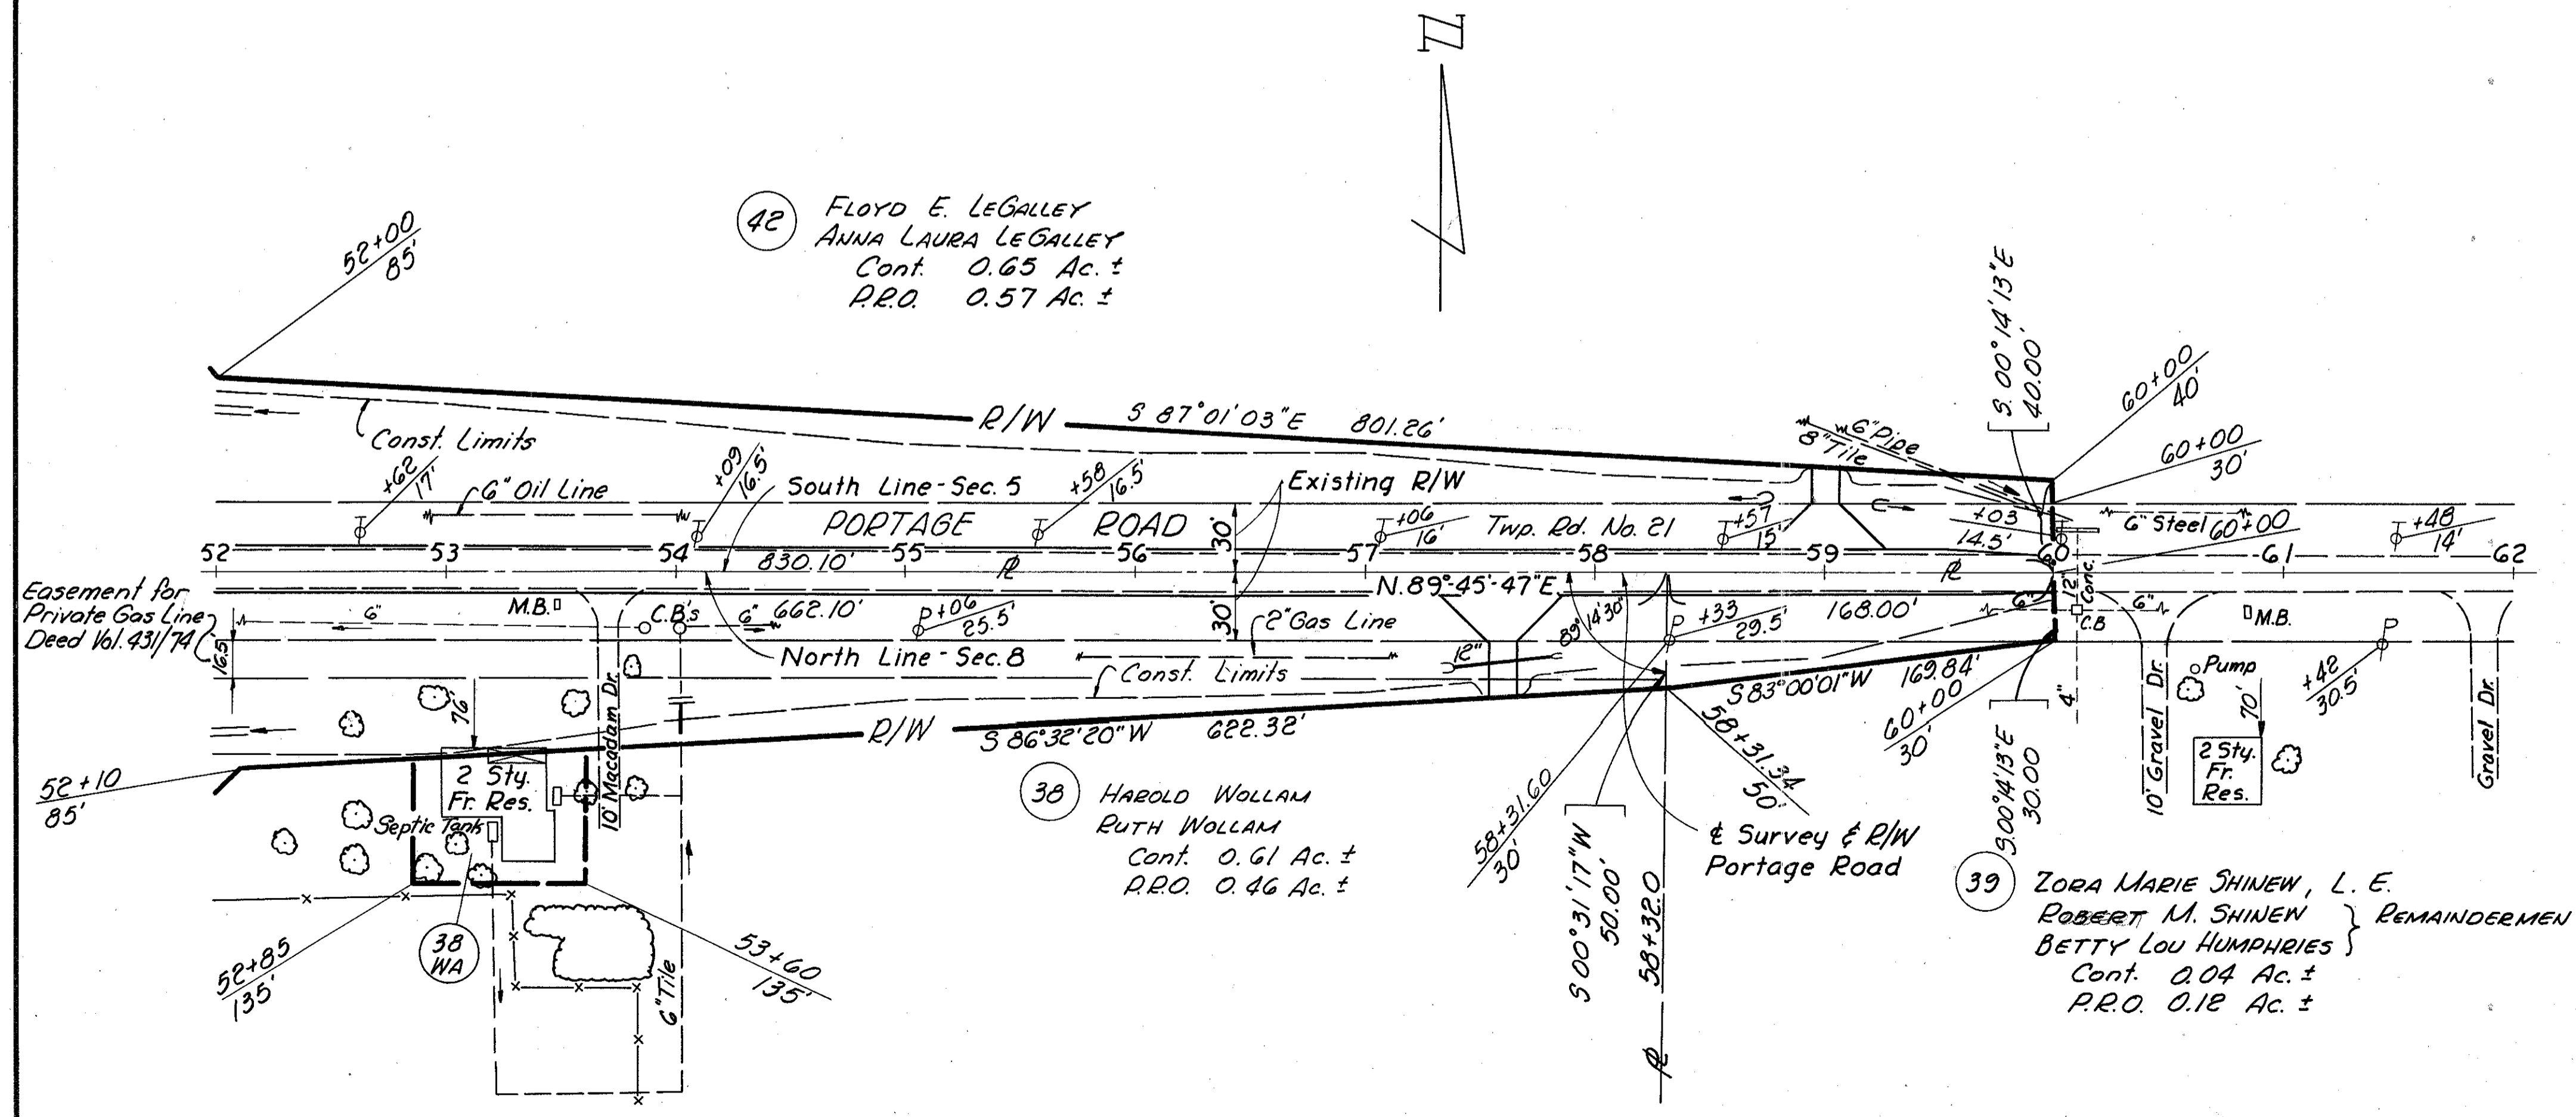 N
42
FLOYD E. LEGALLEY
ANNA LAURA LEGALLEY
Cont. 0.65 Ac. ±
P.R.O. 0.57 Ac. ±
52+00
85'
S. 00°14'13"E
40.00'
60+00
40'
60+00
30'
R/W
S 87°01'03"E 801.26'
Const. Limits
6" Pipe
8" Tile
+62
17'
6" Oil Line
+09
16.5'
South Line - Sec. 5
+58
16.5'
Existing R/W
PORTAGE ROAD
30'
+06
16'
Twp. Rd. No. 21
+57
15'
+03
14.5'
6" Steel
60+00
+48
14'
52 53 54 55 56 57 58 59 60 61 62
830.10'
PL
PL
N. 89°-45'-47"E.
Easement for
Private Gas Line
Deed Vol. 431/74
16.5'
6"
M.B.
C.B.'s
6"
662.10'
P+06
25.5'
30'
2" Gas Line
89°14'30"
P
+33
29.5'
168.00'
6"
12" Conc.
6"
C.B
M.B.
P
North Line - Sec. 8
12"
Const. Limits
S 83°00'01"W 169.84'
Pump
+42
30.5'
76'
10' Macadam Dr.
R/W
S 86°32'20"W 622.32'
58+31.34
50'
60+00
30'
4"
10' Gravel Dr.
70'
Gravel Dr.
2 Sty.
Fr.
Res.
52+10
85'
2 Sty.
Fr. Res.
Septic Tank
38
HAROLD WOLLAM
RUTH WOLLAM
Cont. 0.61 Ac. ±
P.R.O. 0.46 Ac. ±
58+31.60
30'
S 00°31'17"W
50.00'
58+32.0
PL
℄ Survey & R/W
Portage Road
S.00°14'13"E
30.00
39
ZORA MARIE SHINEW, L. E.
ROBERT M. SHINEW
BETTY LOU HUMPHRIES
} REMAINDERMEN
Cont. 0.04 Ac. ±
P.R.O. 0.12 Ac. ±
38
WA
52+85
135'
53+60
135'
6" Tile